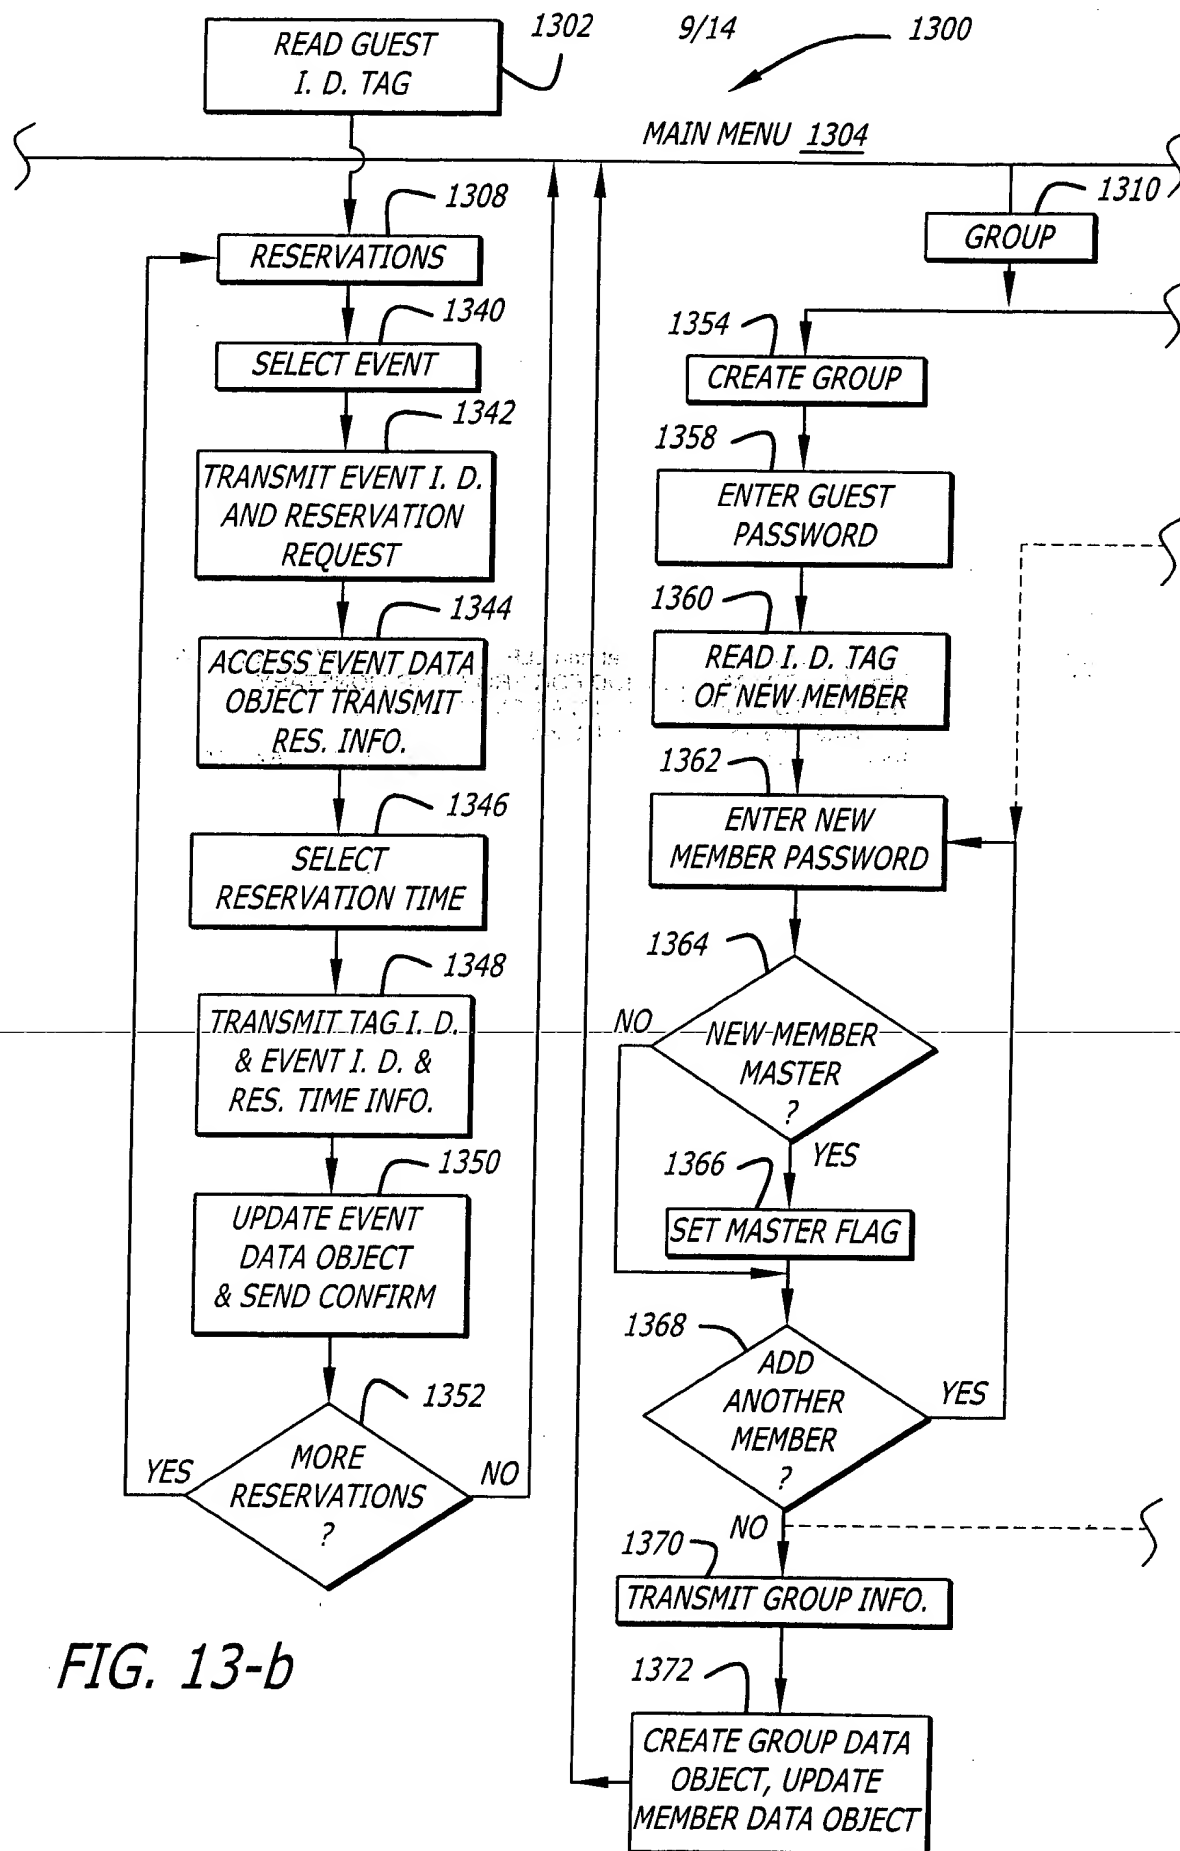 READ GUEST
I. D. TAG
1302
9/14
1300
MAIN MENU 1304
1308
RESERVATIONS
1340
SELECT EVENT
1342
TRANSMIT EVENT I. D.
AND RESERVATION
REQUEST
1344
ACCESS EVENT DATA
OBJECT TRANSMIT
RES. INFO.
1346
SELECT
RESERVATION TIME
1348
TRANSMIT TAG I. D.
& EVENT I. D. &
RES. TIME INFO.
1350
UPDATE EVENT
DATA OBJECT
& SEND CONFIRM
1352
MORE
RESERVATIONS
?
YES
NO
1310
GROUP
1354
CREATE GROUP
1358
ENTER GUEST
PASSWORD
1360
READ I. D. TAG
OF NEW MEMBER
1362
ENTER NEW
MEMBER PASSWORD
1364
NO
NEW MEMBER
MASTER
?
YES
1366
SET MASTER FLAG
1368
ADD
ANOTHER
MEMBER
?
YES
NO
1370
TRANSMIT GROUP INFO.
1372
CREATE GROUP DATA
OBJECT, UPDATE
MEMBER DATA OBJECT
FIG. 13-b